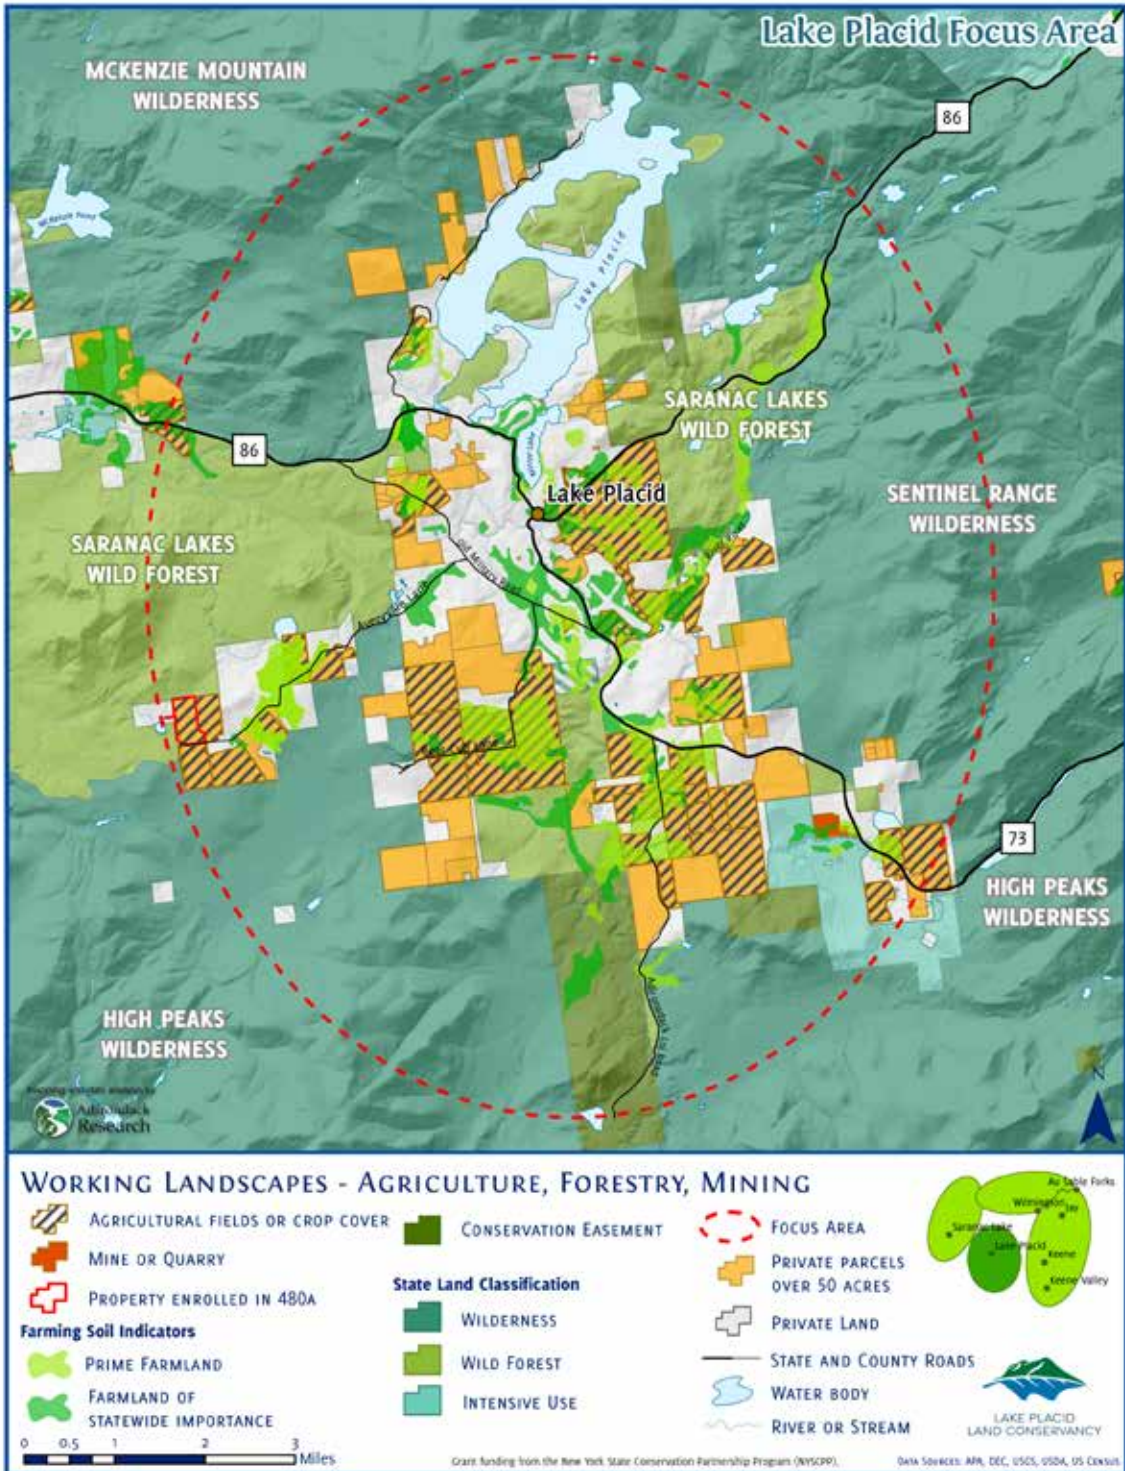 Lake Placid Focus Area
MCKENZIE MOUNTAIN
WILDERNESS
86
McKenzie Pond
Lake Placid
SARANAC LAKES
WILD FOREST
86
Lake Placid
SENTINEL RANGE
WILDERNESS
SARANAC LAKES
WILD FOREST
Old Military Road
73
HIGH PEAKS
WILDERNESS
HIGH PEAKS
WILDERNESS
Adirondack
Research
N
WORKING LANDSCAPES - AGRICULTURE, FORESTRY, MINING
AGRICULTURAL FIELDS OR CROP COVER
MINE OR QUARRY
PROPERTY ENROLLED IN 480A
Farming Soil Indicators
PRIME FARMLAND
FARMLAND OF
STATEWIDE IMPORTANCE
0 0.5 1 2 3
Miles
CONSERVATION EASEMENT
State Land Classification
WILDERNESS
WILD FOREST
INTENSIVE USE
FOCUS AREA
PRIVATE PARCELS
OVER 50 ACRES
PRIVATE LAND
STATE AND COUNTY ROADS
WATER BODY
RIVER OR STREAM
Au Sable Forks
Wilmington
Jay
Saranac Lake
Lake Placid
Keene
Keene Valley
LAKE PLACID
LAND CONSERVANCY
Grant funding from the New York State Conservation Partnership Program (NYSCPP).
DATA SOURCES: APA, DEC, USGS, USDA, US CENSUS